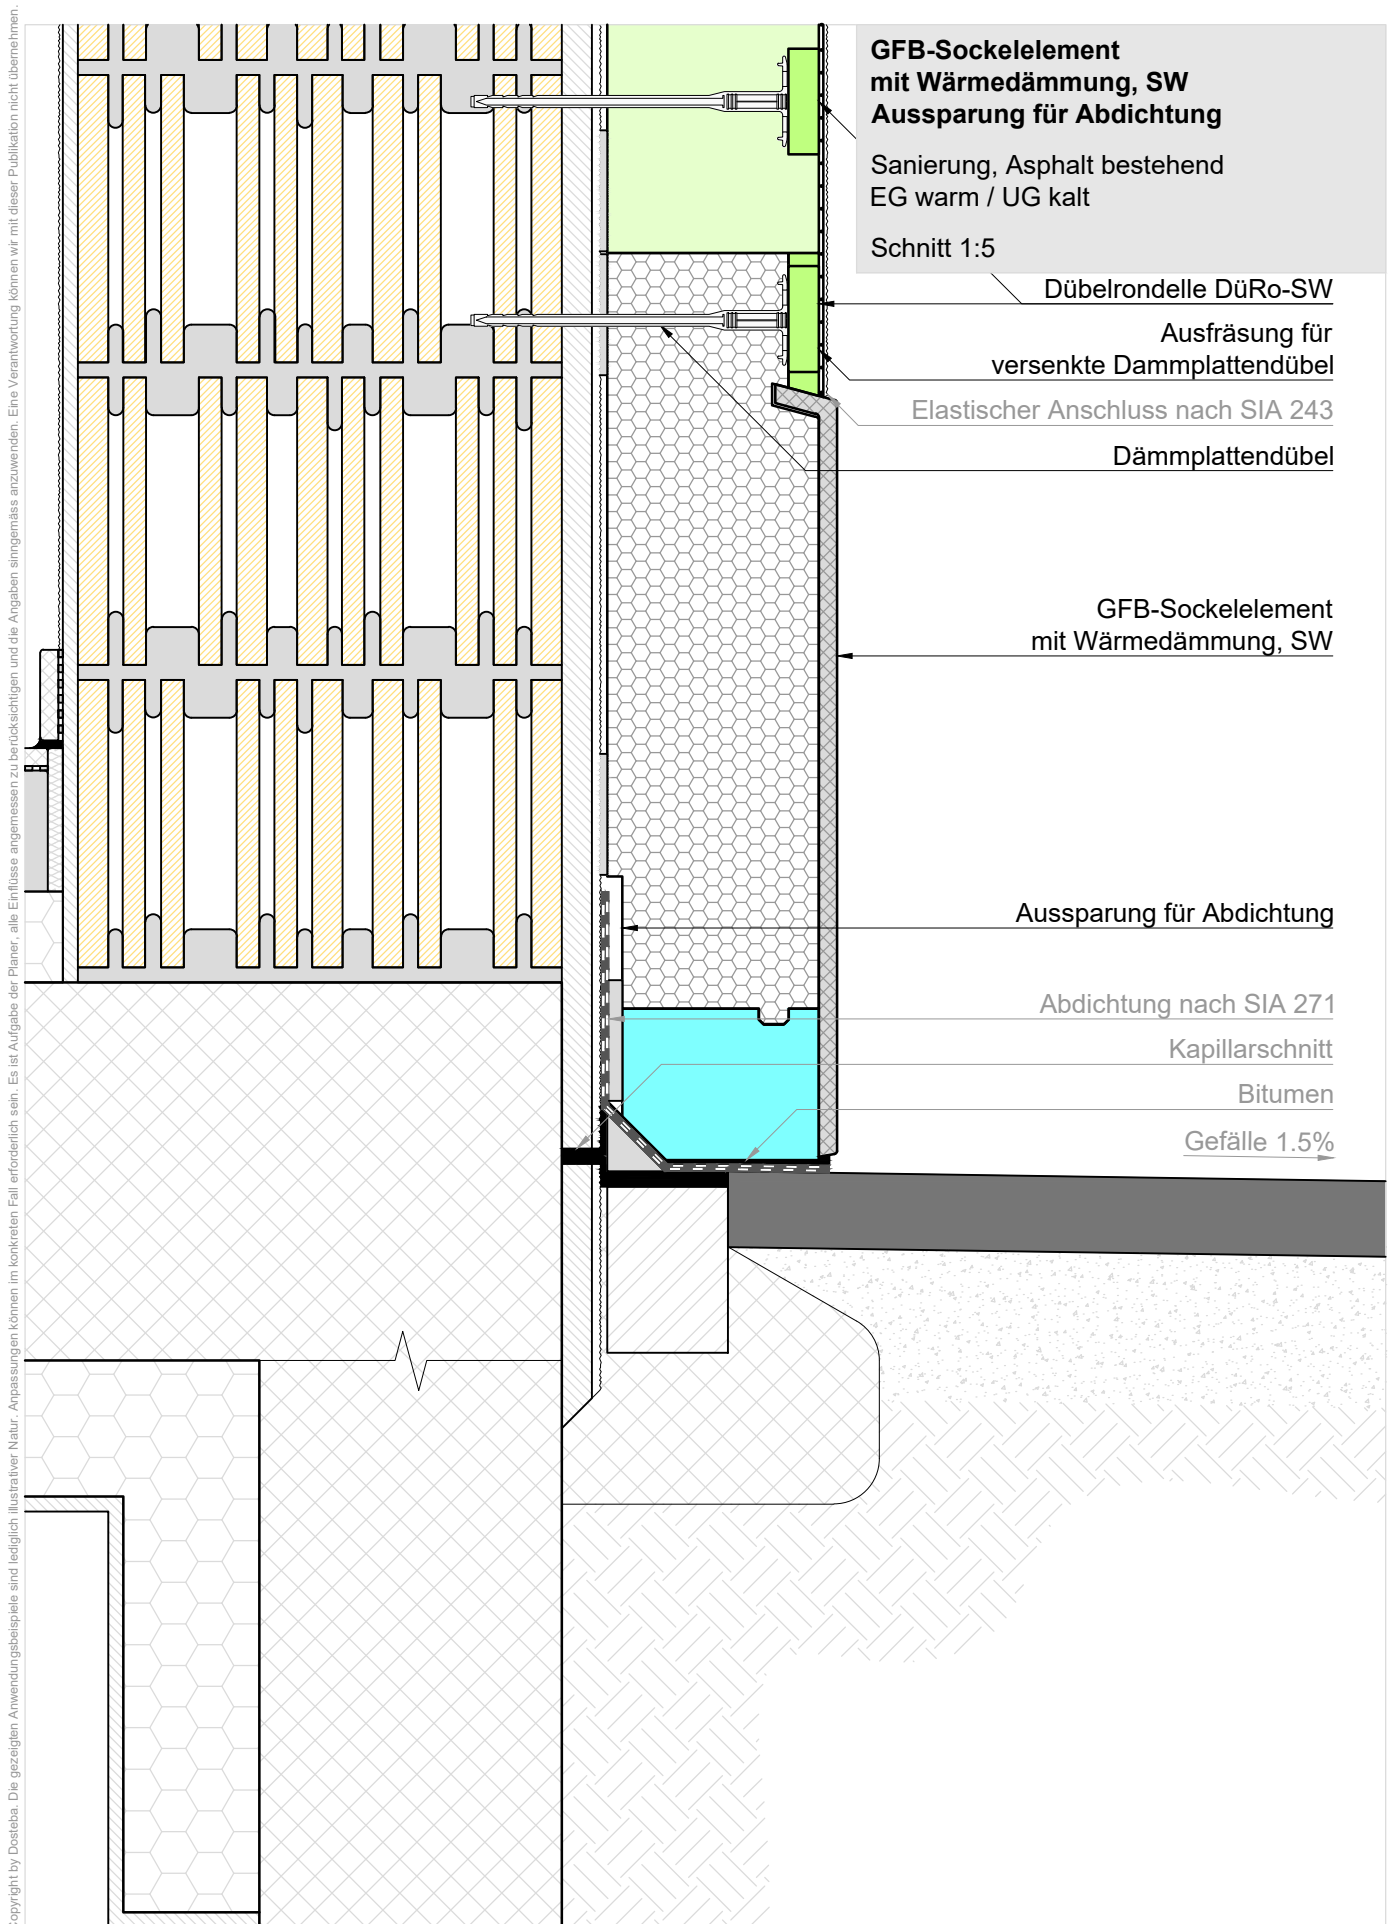 GFB-Sockelelement
mit Wärmedämmung, SW
Aussparung für Abdichtung
Sanierung, Asphalt bestehend
EG warm / UG kalt
Schnitt 1:5
Dübelrondelle DüRo-SW
Ausfräsung für
versenkte Dammplattendübel
Elastischer Anschluss nach SIA 243
Dämmplattendübel
GFB-Sockelelement
mit Wärmedämmung, SW
Aussparung für Abdichtung
Abdichtung nach SIA 271
Kapillarschnitt
Bitumen
Gefälle 1.5%
opyright by Dosteba. Die gezeigten Anwendungsbeispiele sind lediglich illustrativer Natur. Anpassungen können im konkreten Fall erforderlich sein. Es ist Aufgabe der Planer, alle Einflüsse angemessen zu berücksichtigen und die Angaben sinngemäss anzuwenden. Eine Verantwortung können wir mit dieser Publikation nicht übernehmen.